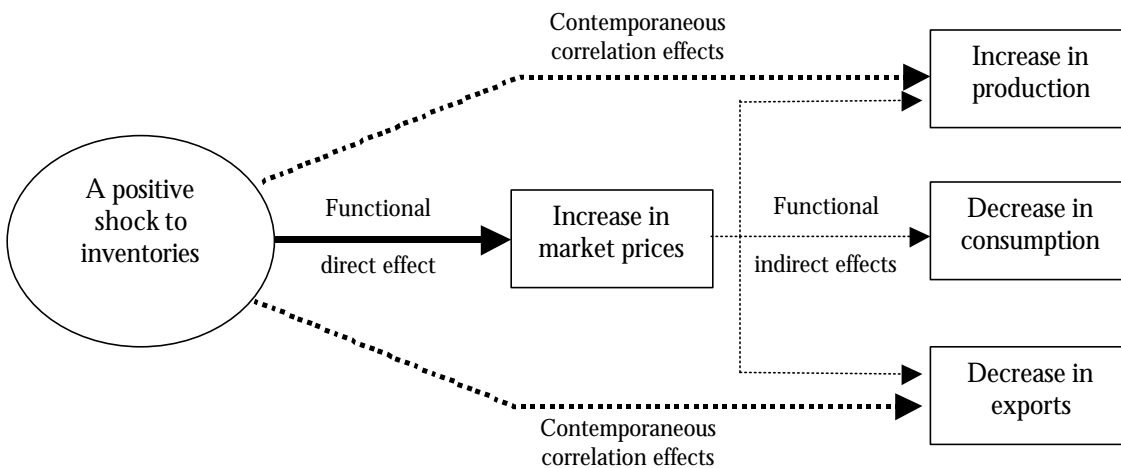 Contemporaneous
correlation effects
Increase in
production
A positive
shock to
inventories
Functional
direct effect
Increase in
market prices
Functional
indirect effects
Decrease in
consumption
Decrease in
exports
Contemporaneous
correlation effects